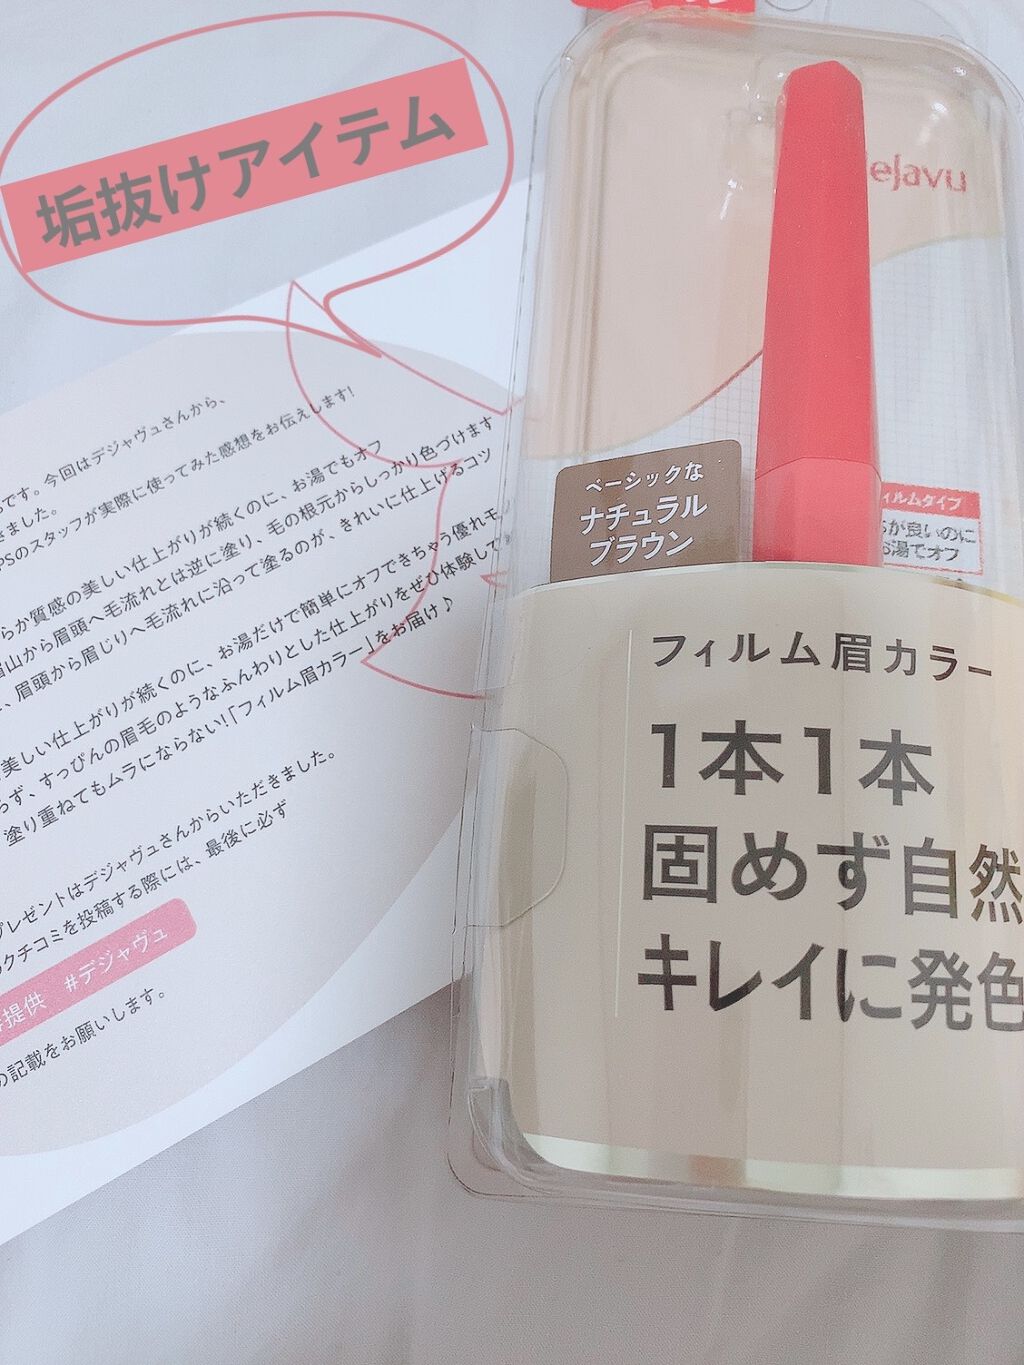 垢抜けアイテム
です。今回はデジャヴュさんから、
きました。
のスタッフが実際に使ってみた感想をお伝えします!
らか質感の美しい仕上がりが続くのに、お湯でもオフ
眉山から眉頭へ毛流れとは逆に塗り、毛の根元からしっかり色づけます
、眉頭から眉じりへ毛流れに沿って塗るのが、きれいに仕上げるコツ
美しい仕上がりが続くのに、お湯だけで簡単にオフできちゃう優れモ
らず、すっぴんの眉毛のようなふんわりとした仕上がりをぜひ体験して
塗り重ねてもムラにならない!「フィルム眉カラー」をお届け♪
プレゼントはデジャヴュさんからいただきました。
クチコミを投稿する際には、最後に必ず
提供 #デジャヴュ
の記載をお願いします。
ejavu
ベーシックな
ナチュラル
ブラウン
ィルムタイプ
が良いのに
お湯でオフ
フィルム眉カラー
1本1本
固めず自然
キレイに発色